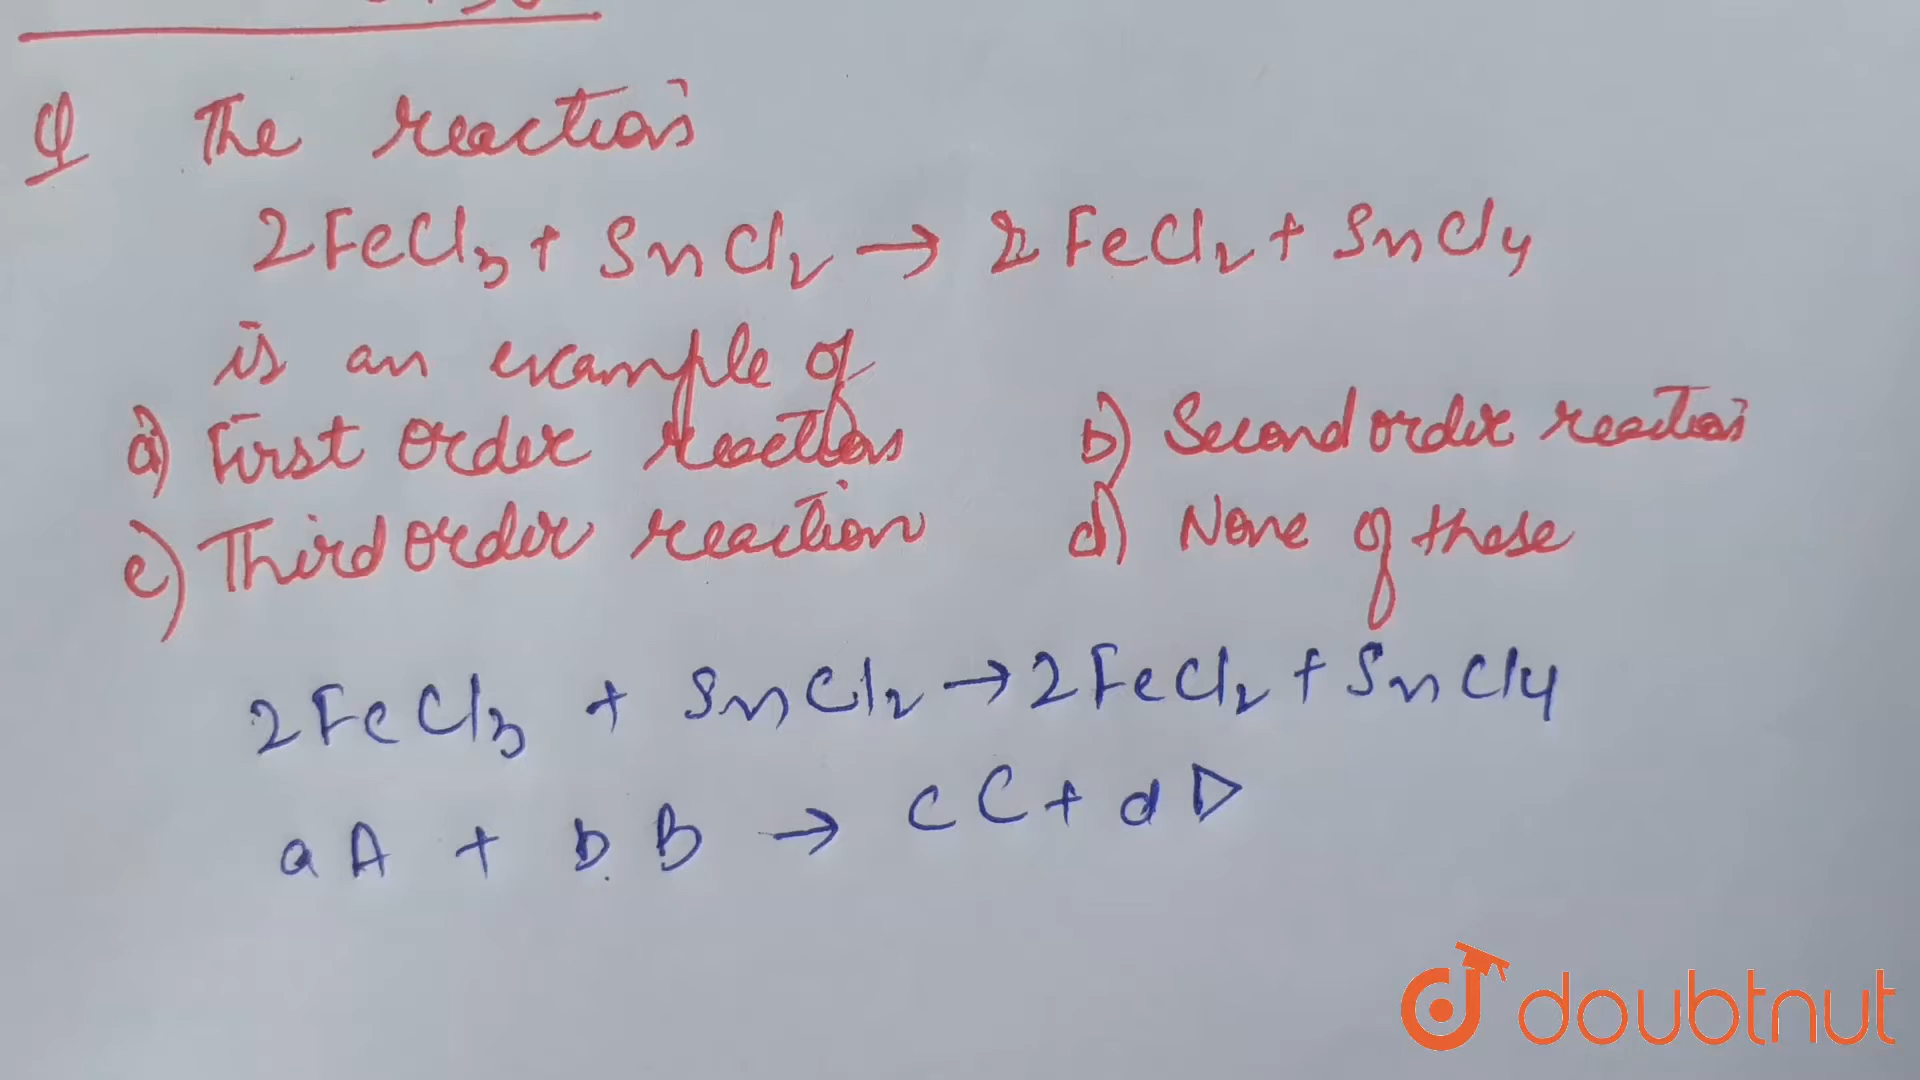 Q The reaction
2FeCl₃ + SnCl₂ → 2FeCl₂ + SnCl₄
is an example of
a) First order reaction b) Second order reaction
c) Third order reaction d) None of these
2FeCl₃ + SnCl₂ → 2FeCl₂ + SnCl₄
aA + bB → cC + dD
doubtnut